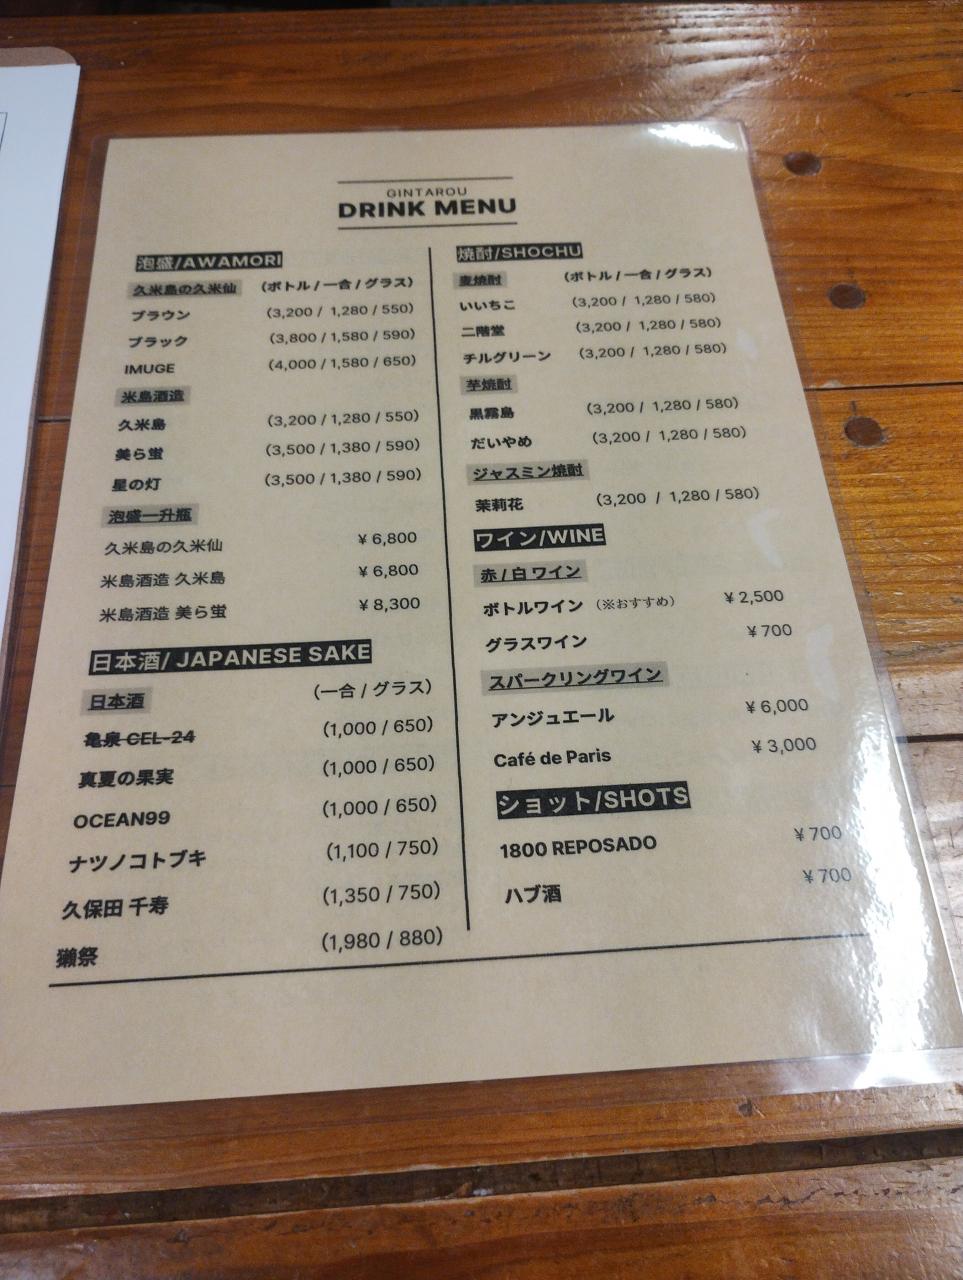 GINTAROU
DRINK MENU
泡盛/AWAMORI
久米島の久米仙 (ボトル / 一合 / グラス)
ブラウン (3,200 / 1,280 / 550)
ブラック (3,800 / 1,580 / 590)
IMUGE (4,000 / 1,580 / 650)
米島酒造
久米島 (3,200 / 1,280 / 550)
美ら蛍 (3,500 / 1,380 / 590)
星の灯 (3,500 / 1,380 / 590)
泡盛一升瓶
久米島の久米仙 ¥ 6,800
米島酒造 久米島 ¥ 6,800
米島酒造 美ら蛍 ¥ 8,300
日本酒/ JAPANESE SAKE
日本酒 (一合 / グラス)
亀泉 CEL-24 (1,000 / 650)
真夏の果実 (1,000 / 650)
OCEAN99 (1,000 / 650)
ナツノコトブキ (1,100 / 750)
久保田 千寿 (1,350 / 750)
獺祭 (1,980 / 880)
焼酎/SHOCHU
麦焼酎 (ボトル / 一合 / グラス)
いいちこ (3,200 / 1,280 / 580)
二階堂 (3,200 / 1,280 / 580)
チルグリーン (3,200 / 1,280 / 580)
芋焼酎
黒霧島 (3,200 / 1,280 / 580)
だいやめ (3,200 / 1,280 / 580)
ジャスミン焼酎
茉莉花 (3,200 / 1,280 / 580)
ワイン/WINE
赤 / 白 ワイン
ボトルワイン (※おすすめ) ¥ 2,500
グラスワイン ¥ 700
スパークリングワイン
アンジュエール ¥ 6,000
Café de Paris ¥ 3,000
ショット/SHOTS
1800 REPOSADO ¥ 700
ハブ酒 ¥ 700